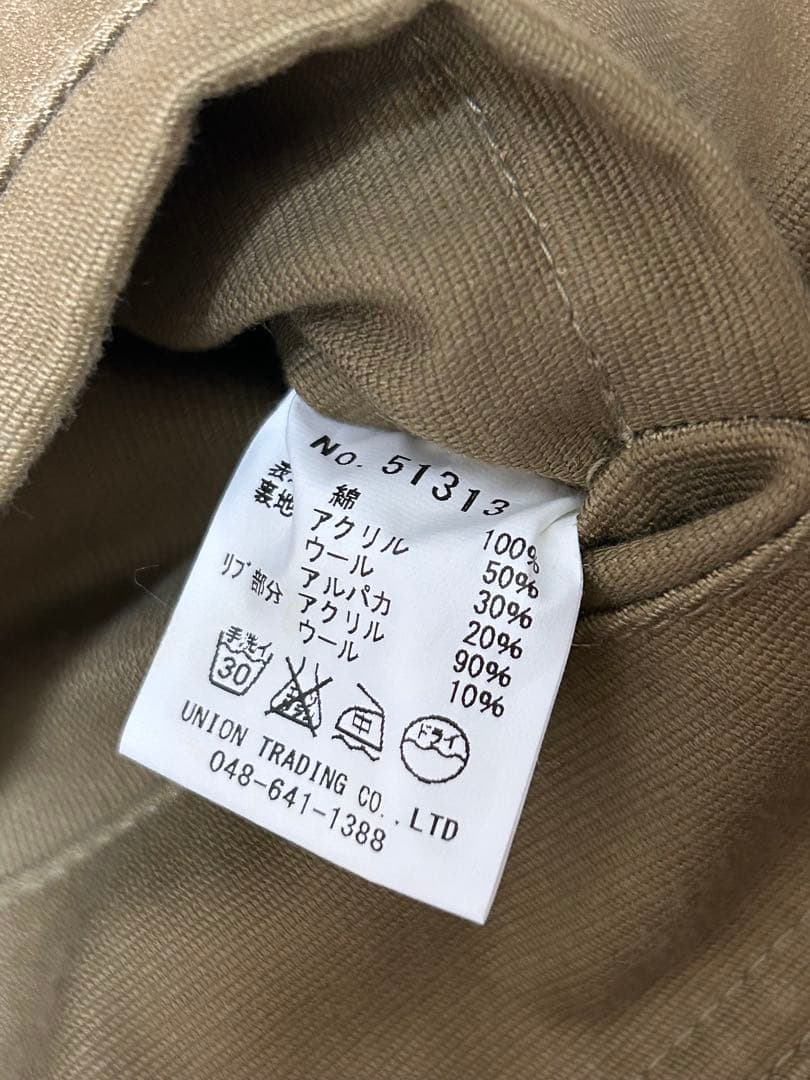 No. 51313
表 綿 100%
裏地 アクリル 50%
ウール 30%
アルパカ 20%
リブ部分 アクリル 90%
ウール 10%
手洗イ
30
中
ドライ
UNION TRADING CO.,LTD
048-641-1388